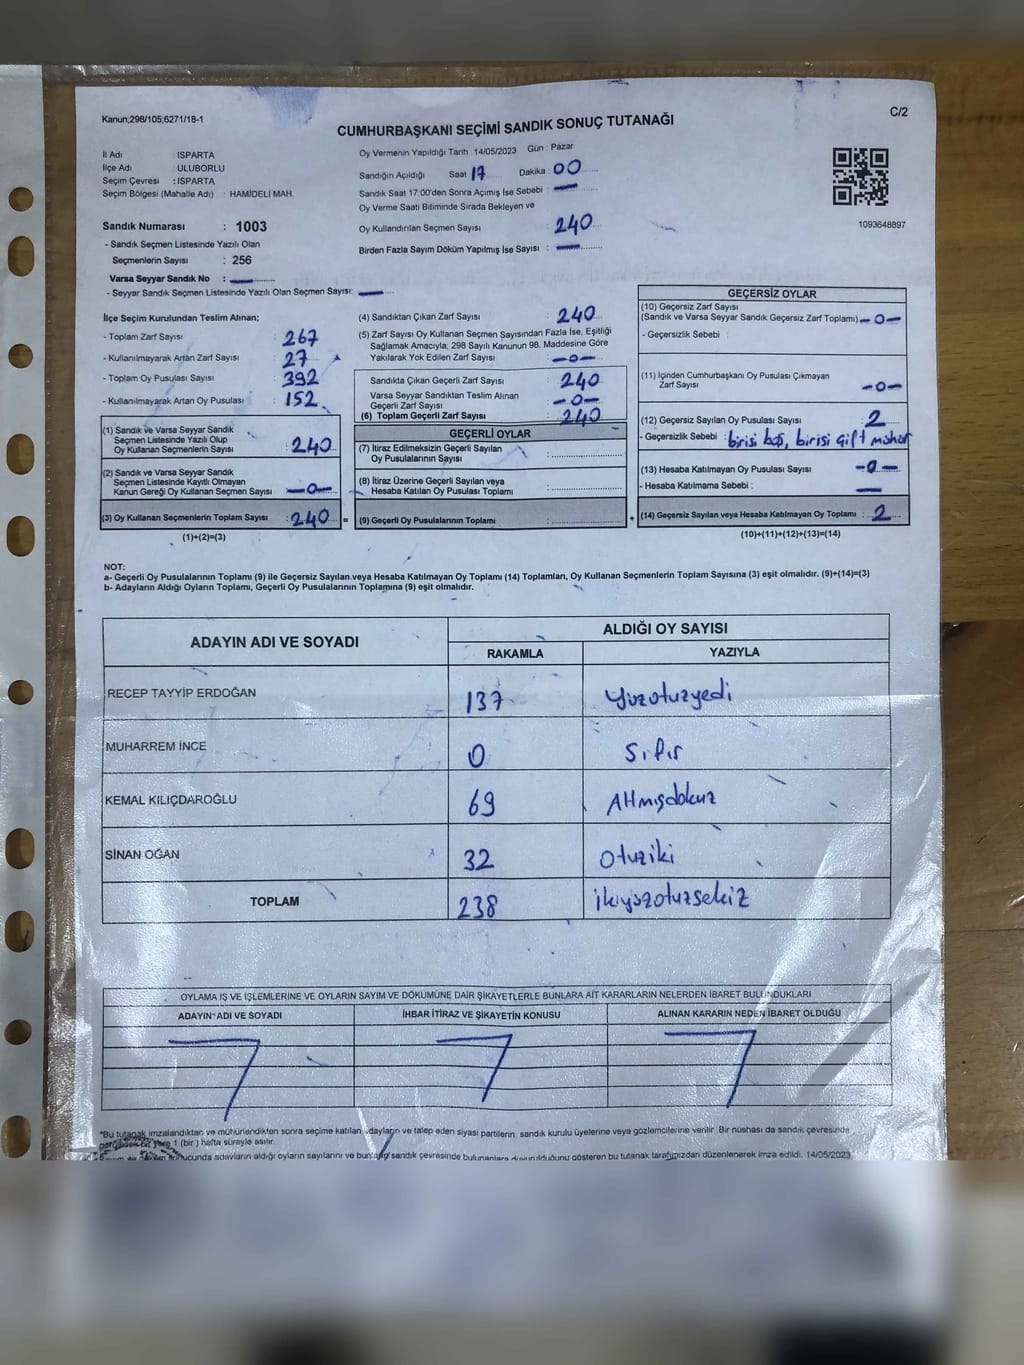 Kanun;298/105;6271/18-1
C/2
CUMHURBAŞKANI SEÇİMİ SANDIK SONUÇ TUTANAĞI
İl Adı ISPARTA
İlçe Adı ULUBORLU
Seçim Çevresi : ISPARTA
Seçim Bölgesi (Mahalle Adı) : HAMİDELİ MAH.
Sandık Numarası : 1003
- Sandık Seçmen Listesinde Yazılı Olan
Seçmenlerin Sayısı : 256
Varsa Seyyar Sandık No : —
- Seyyar Sandık Seçmen Listesinde Yazılı Olan Seçmen Sayısı: —
Oy Vermenin Yapıldığı Tarih : 14/05/2023 Gün : Pazar
Sandığın Açıldığı Saat 17 Dakika 00
Sandık Saat 17:00'den Sonra Açımış İse Sebebi : —
Oy Verme Saati Bitiminde Sırada Bekleyen ve
Oy Kullandırılan Seçmen Sayısı : 240
Birden Fazla Sayım Döküm Yapılmış İse Sayısı : —
1093648897
İlçe Seçim Kurulundan Teslim Alınan;
- Toplam Zarf Sayısı : 267
- Kullanılmayarak Artan Zarf Sayısı : 27
- Toplam Oy Pusulası Sayısı : 392
- Kullanılmayarak Artan Oy Pusulası : 152
(1) Sandık ve Varsa Seyyar Sandık
Seçmen Listesinde Yazılı Olup
Oy Kullanan Seçmenlerin Sayısı : 240
(2) Sandık ve Varsa Seyyar Sandık
Seçmen Listesinde Kayıtlı Olmayan
Kanun Gereği Oy Kullanan Seçmen Sayısı : —0—
(3) Oy Kullanan Seçmenlerin Toplam Sayısı : 240 =
(1)+(2)=(3)
(4) Sandıktan Çıkan Zarf Sayısı : 240
(5) Zarf Sayısı Oy Kullanan Seçmen Sayısından Fazla İse, Eşitliği
Sağlamak Amacıyla; 298 Sayılı Kanunun 98. Maddesine Göre
Yakılarak Yok Edilen Zarf Sayısı : —0—
Sandıkta Çıkan Geçerli Zarf Sayısı : 240
Varsa Seyyar Sandıktan Teslim Alınan
Geçerli Zarf Sayısı : —0—
(6) Toplam Geçerli Zarf Sayısı : 240
GEÇERLİ OYLAR
(7) İtiraz Edilmeksizin Geçerli Sayılan
Oy Pusulalarının Sayısı :
(8) İtiraz Üzerine Geçerli Sayılan veya
Hesaba Katılan Oy Pusulası Toplamı :
(9) Geçerli Oy Pusulalarının Toplamı : +
GEÇERSİZ OYLAR
(10) Geçersiz Zarf Sayısı
(Sandık ve Varsa Seyyar Sandık Geçersiz Zarf Toplamı) —0—
- Geçersizlik Sebebi :
(11) İçinden Cumhurbaşkanı Oy Pusulası Çıkmayan
Zarf Sayısı : —0—
(12) Geçersiz Sayılan Oy Pusulası Sayısı : 2
- Geçersizlik Sebebi : birisi boş, birisi çift mühür
(13) Hesaba Katılmayan Oy Pusulası Sayısı —0—
- Hesaba Katılmama Sebebi : —
(14) Geçersiz Sayılan veya Hesaba Katılmayan Oy Toplamı : 2
(10)+(11)+(12)+(13)=(14)
NOT:
a- Geçerli Oy Pusulalarının Toplamı (9) ile Geçersiz Sayılan veya Hesaba Katılmayan Oy Toplamı (14) Toplamları, Oy Kullanan Seçmenlerin Toplam Sayısına (3) eşit olmalıdır. (9)+(14)=(3)
b- Adayların Aldığı Oyların Toplamı, Geçerli Oy Pusulalarının Toplamına (9) eşit olmalıdır.
ADAYIN ADI VE SOYADI ALDIĞI OY SAYISI
RAKAMLA YAZIYLA
RECEP TAYYİP ERDOĞAN 137 Yüzotuzyedi
MUHARREM İNCE 0 Sıfır
KEMAL KILIÇDAROĞLU 69 Altmışdokuz
SİNAN OĞAN 32 Otuziki
TOPLAM 238 ikiyüzotuzsekiz
OYLAMA İŞ VE İŞLEMLERİNE VE OYLARIN SAYIM VE DÖKÜMÜNE DAİR ŞİKAYETLERLE BUNLARA AİT KARARLARIN NELERDEN İBARET BULUNDUKLARI
ADAYIN ADI VE SOYADI İHBAR İTİRAZ VE ŞİKAYETİN KONUSU ALINAN KARARIN NEDEN İBARET OLDUĞU
*Bu tutanak imzalandıktan ve mühürlendikten sonra seçime katılan adayların ve talep eden siyasi partilerin sandık kurulu üyelerine veya gözlemcilerine verilir. Bir nüshası da sandık çevresinde
yere 1 (bir) hafta süreyle asılır.
adayların aldığı oyların sayılarını ve sandık çevresinde gösteren bu tutanak tarafımızdan düzenlenerek imza edildi. 14/05/2023